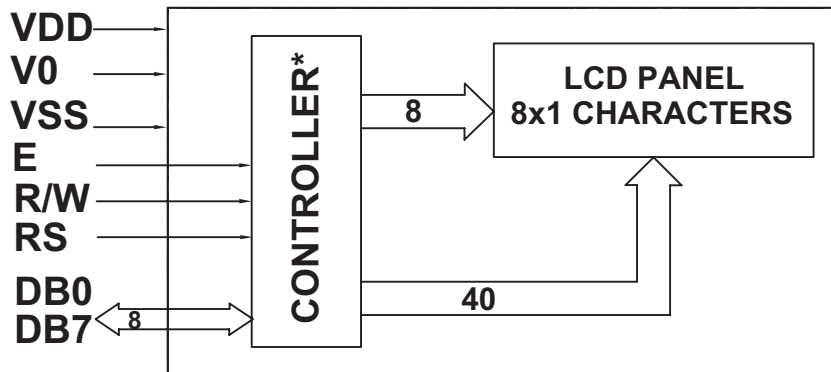 VDD
V0
VSS
E
R/W
RS
DB0
DB7
8
CONTROLLER*
8
40
LCD PANEL
8x1 CHARACTERS